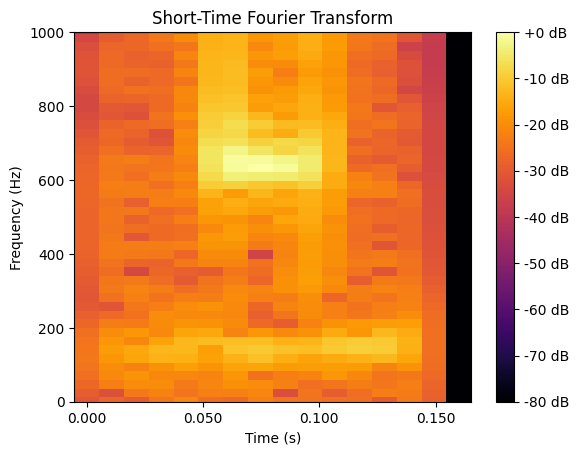 Short-Time Fourier Transform
1000
800
600
400
200
0
Frequency (Hz)
0.000
0.050
0.100
0.150
Time (s)
+0 dB
-10 dB
-20 dB
-30 dB
-40 dB
-50 dB
-60 dB
-70 dB
-80 dB